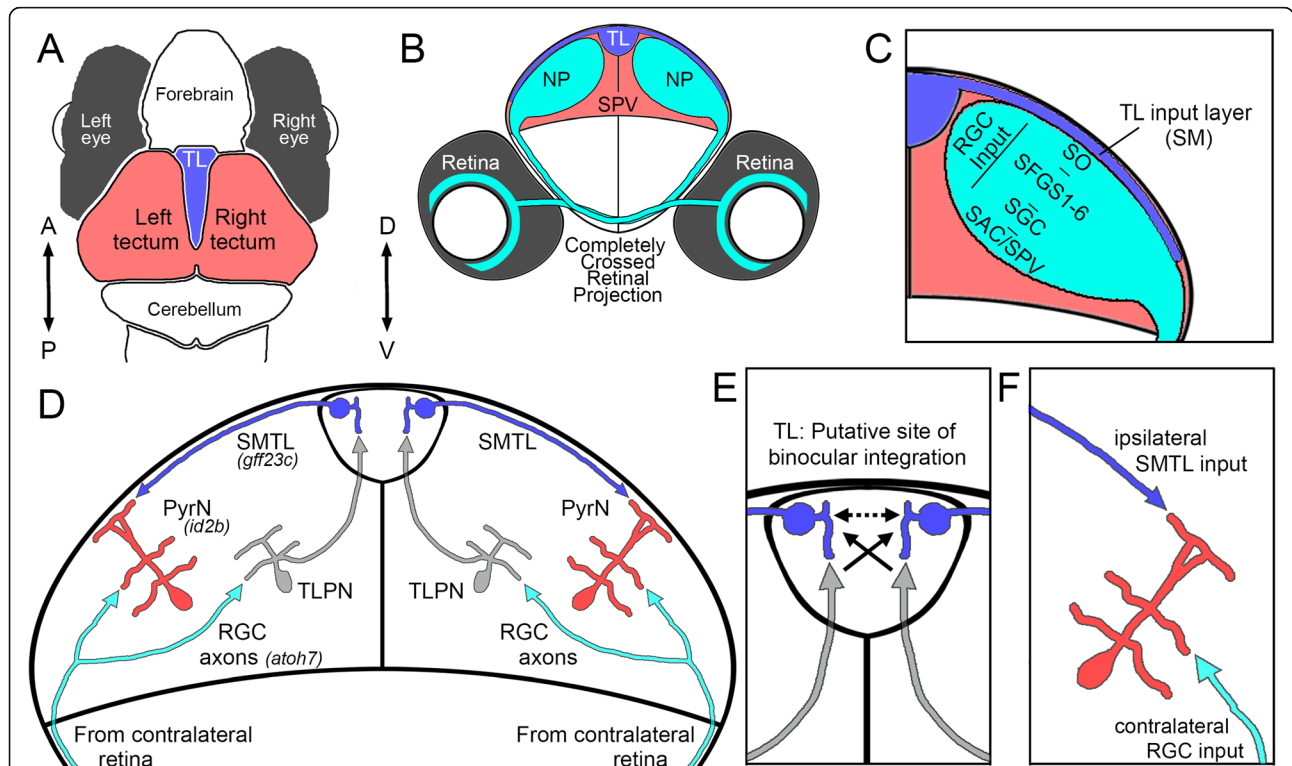 A
Forebrain
Left
eye
Right
eye
TL
Left
tectum
Right
tectum
A
P
Cerebellum
B
TL
NP
NP
SPV
Retina
Retina
D
V
Completely
Crossed
Retinal
Projection
C
TL input layer
(SM)
RGC
Input
SO
SFGS1-6
SGC
SAC/SPV
D
SMTL
(gff23c)
SMTL
PyrN
(id2b)
PyrN
TLPN
TLPN
RGC
axons (atoh7)
RGC
axons
From contralateral
retina
From contralateral
retina
E
TL: Putative site of
binocular integration
F
ipsilateral
SMTL input
contralateral
RGC input